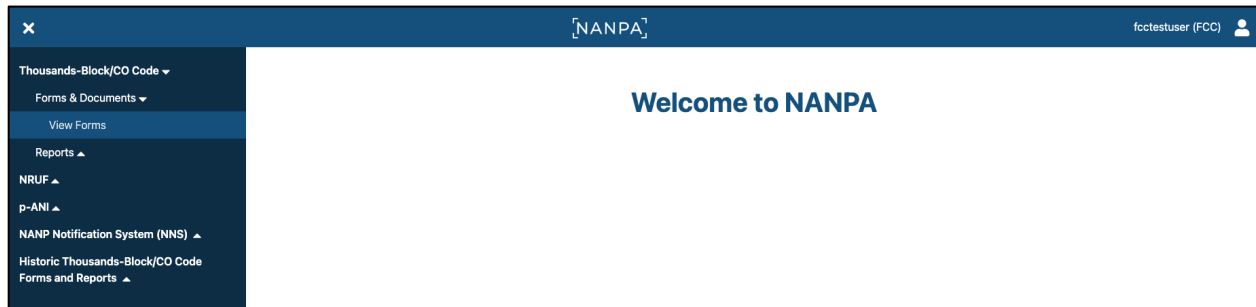 [NANPA]
fcctestuser (FCC)
Thousands-Block/CO Code
Forms & Documents
View Forms
Reports
NRUF
p-ANI
NANP Notification System (NNS)
Historic Thousands-Block/CO Code
Forms and Reports
Welcome to NANPA